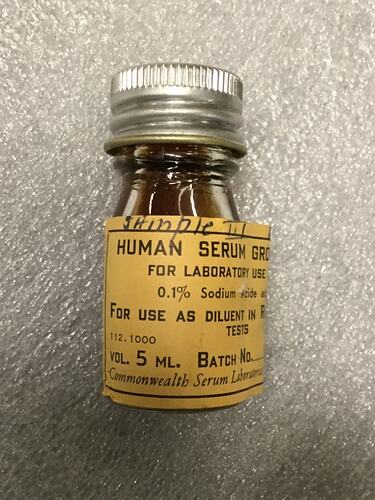 Sample III
HUMAN SERUM GRO
FOR LABORATORY USE
0.1% Sodium Azide ad
FOR USE AS DILUENT IN R
TESTS
112.1000
VOL. 5 ML. BATCH No.....
Commonwealth Serum Laboratories